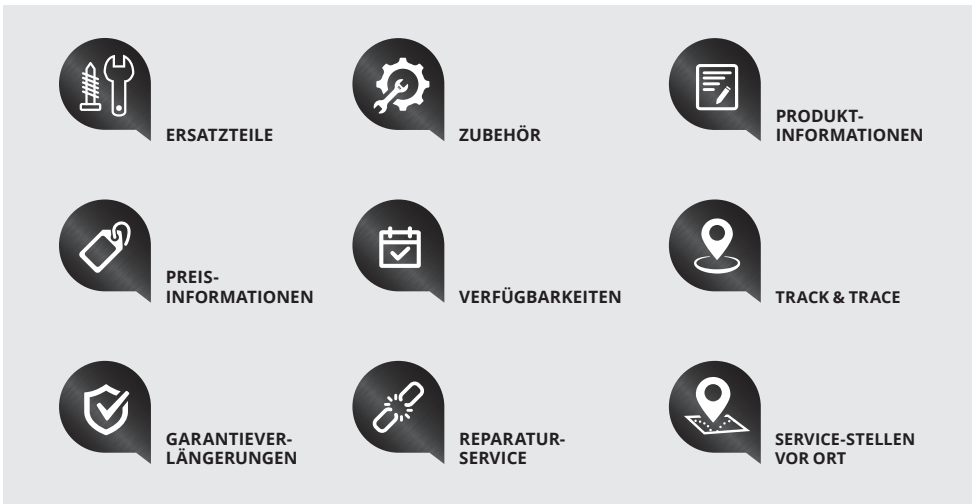 ERSATZTEILE
ZUBEHÖR
PRODUKT-
INFORMATIONEN
PREIS-
INFORMATIONEN
VERFÜGBARKEITEN
TRACK & TRACE
GARANTIEVER-
LÄNGERUNGEN
REPARATUR-
SERVICE
SERVICE-STELLEN
VOR ORT